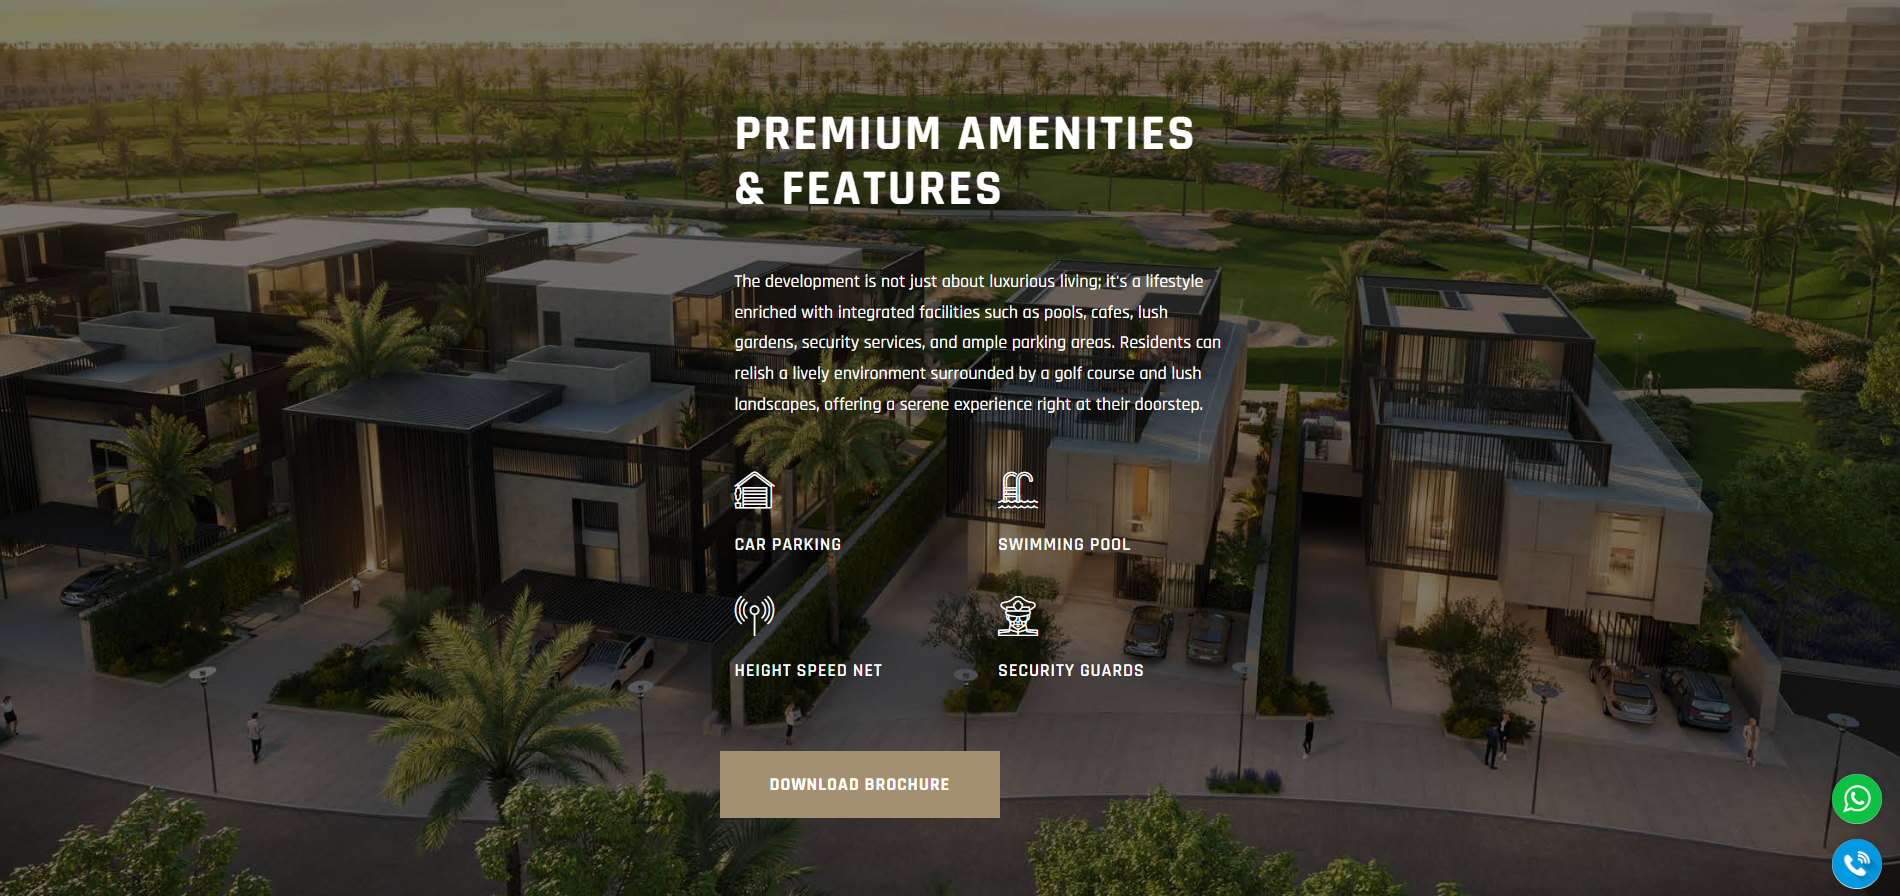 PREMIUM AMENITIES
& FEATURES
The development is not just about luxurious living; it's a lifestyle
enriched with integrated facilities such as pools, cafes, lush
gardens, security services, and ample parking areas. Residents can
relish a lively environment surrounded by a golf course and lush
landscapes, offering a serene experience right at their doorstep.
CAR PARKING
SWIMMING POOL
HEIGHT SPEED NET
SECURITY GUARDS
DOWNLOAD BROCHURE